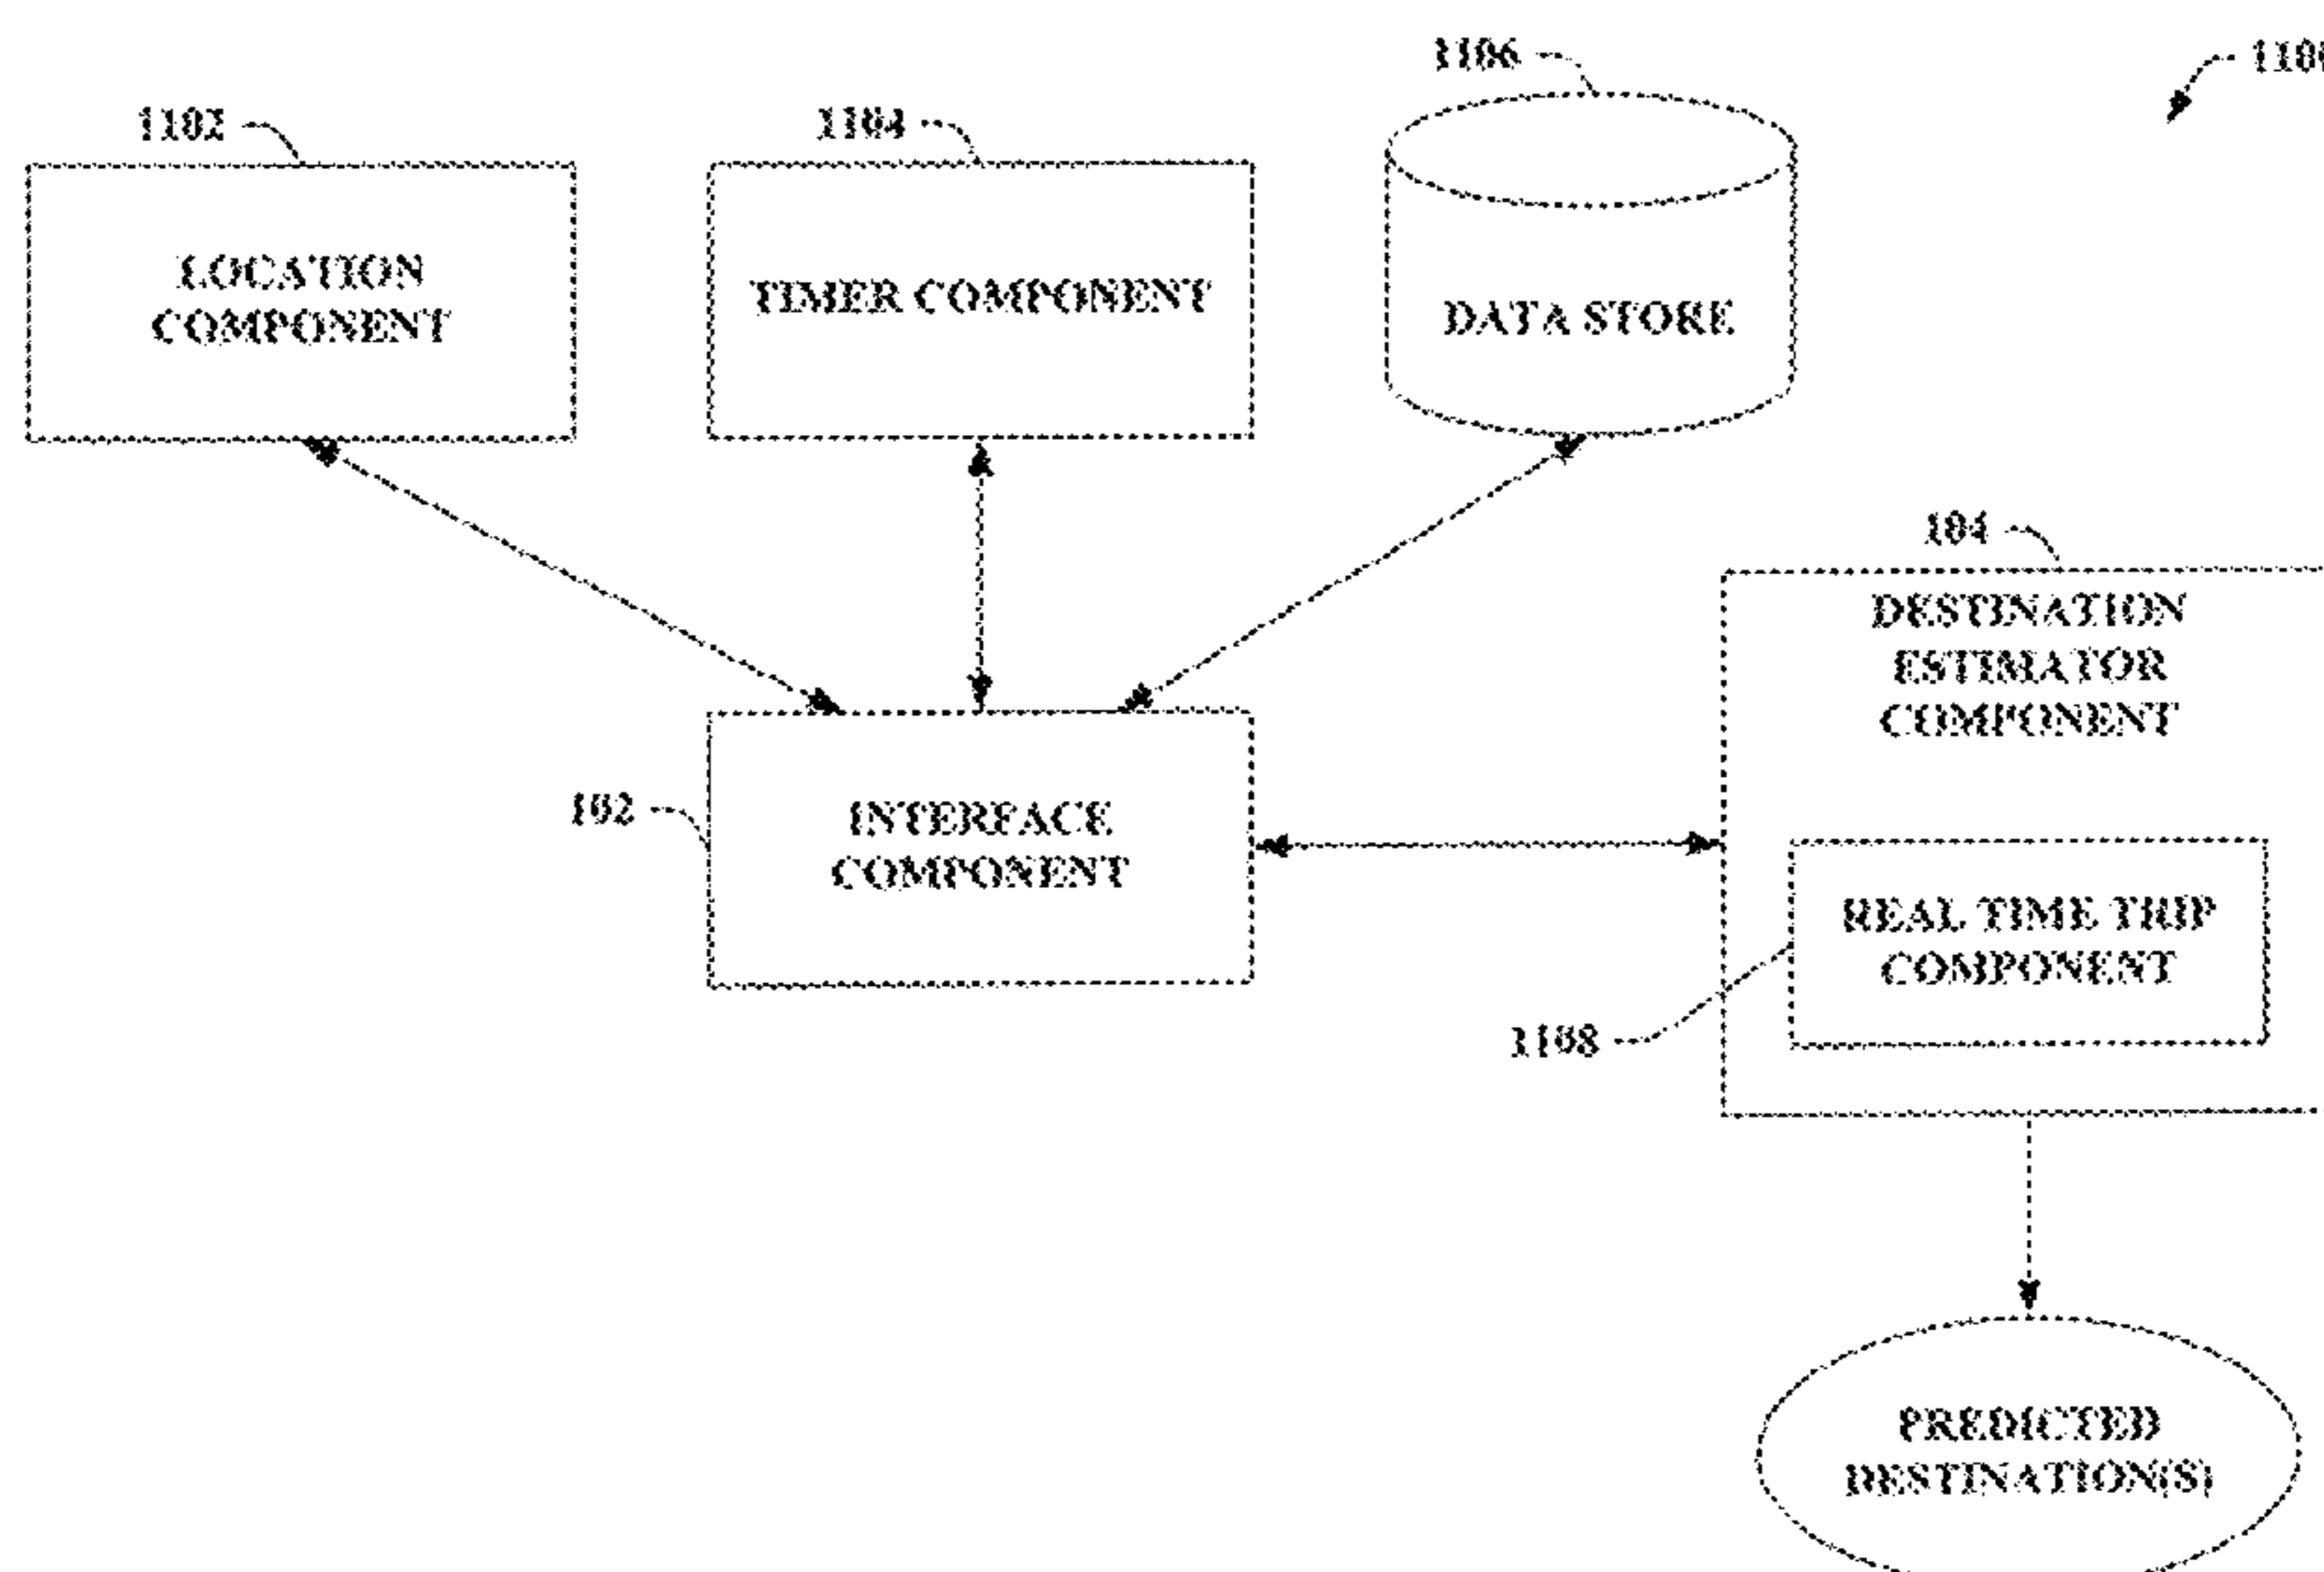 1106
1102
1104
LOCATION
COMPONENT
TIMER COMPONENT
DATA STORE
104
DESTINATION
ESTIMATOR
COMPONENT
102
INTERFACE
COMPONENT
REAL TIME TRIP
COMPONENT
1108
PREDICTED
DESTINATION(S)